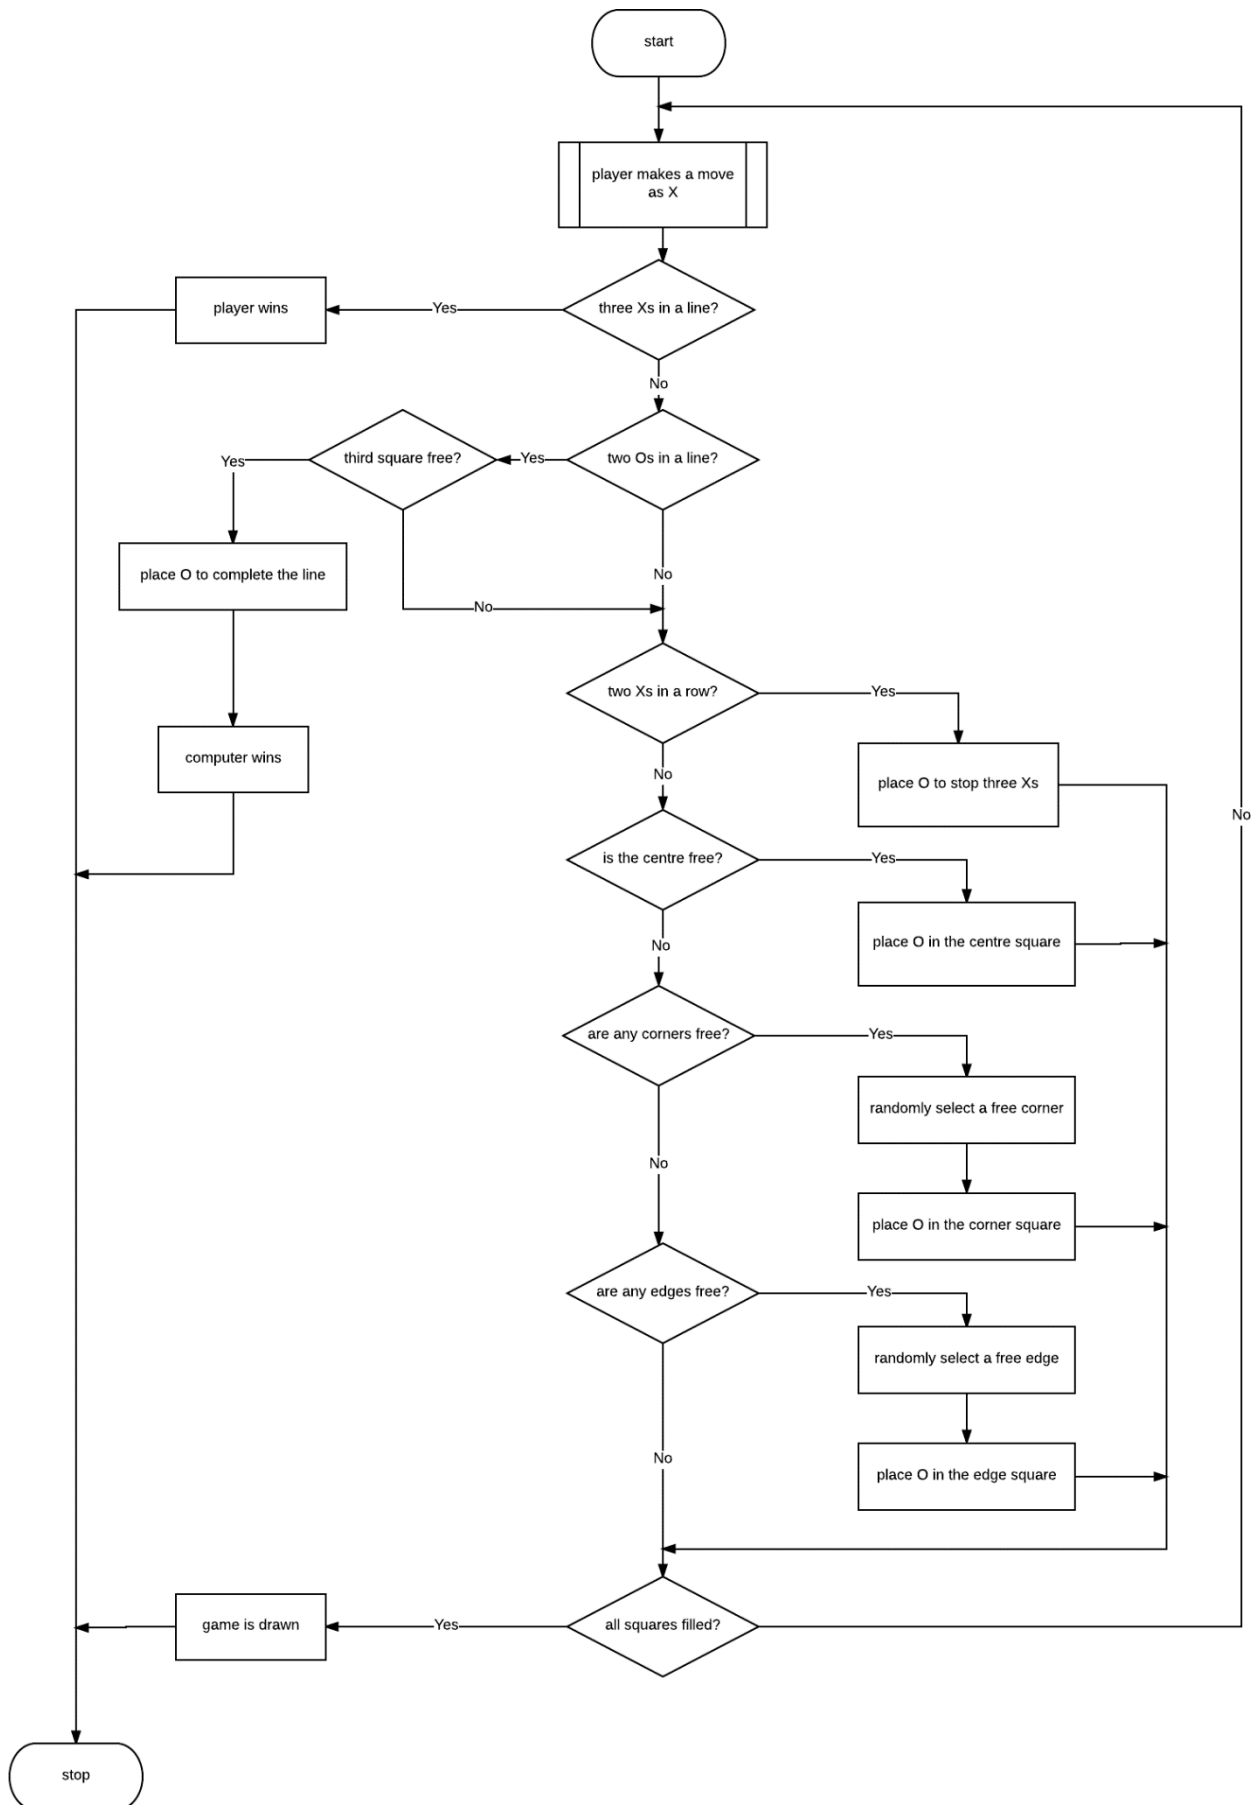 start
player makes a move
as X
player wins
Yes
three Xs in a line?
No
third square free?
Yes
two Os in a line?
Yes
place O to complete the line
No
No
two Xs in a row?
Yes
computer wins
No
place O to stop three Xs
No
is the centre free?
Yes
place O in the centre square
No
are any corners free?
Yes
randomly select a free corner
No
place O in the corner square
are any edges free?
Yes
randomly select a free edge
No
place O in the edge square
game is drawn
Yes
all squares filled?
stop